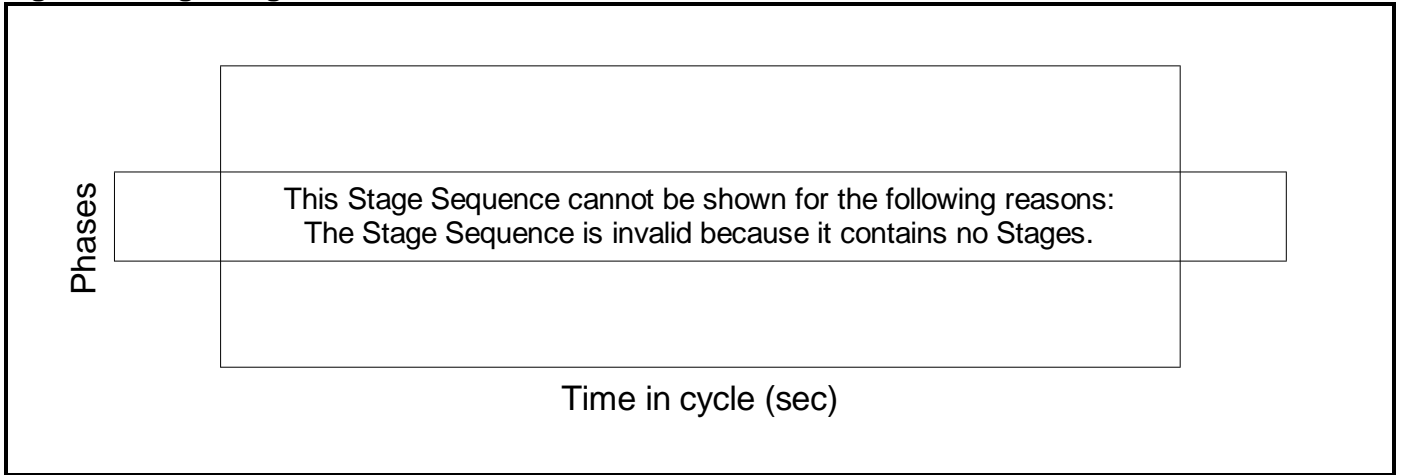 Phases
This Stage Sequence cannot be shown for the following reasons:
The Stage Sequence is invalid because it contains no Stages.
Time in cycle (sec)